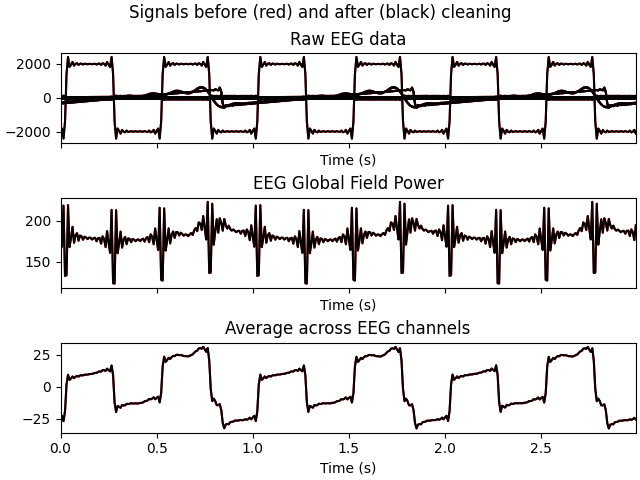 Signals before (red) and after (black) cleaning
Raw EEG data
2000
0
−2000
Time (s)
EEG Global Field Power
200
150
Time (s)
Average across EEG channels
25
0
−25
0.0 0.5 1.0 1.5 2.0 2.5
Time (s)